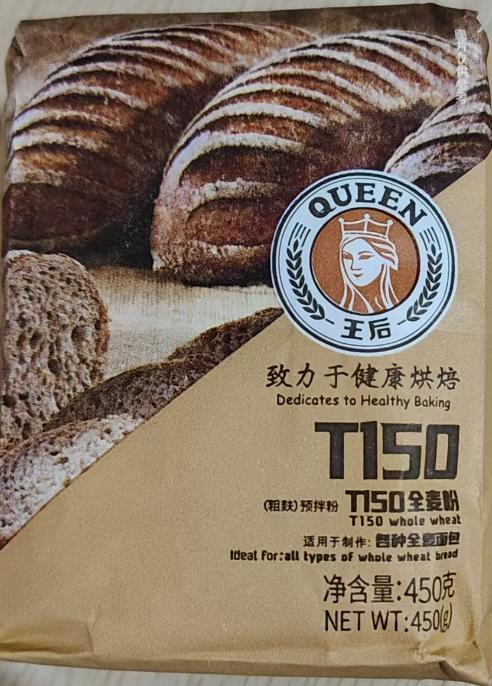 QUEEN
王后
致力于健康烘焙
Dedicates to Healthy Baking
T150
(粗麸)预拌粉 T150全麦粉
T150 whole wheat
适用于制作:各种全麦面包
Ideal For:all types of whole wheat bread
净含量:450克
NET WT:450(g)